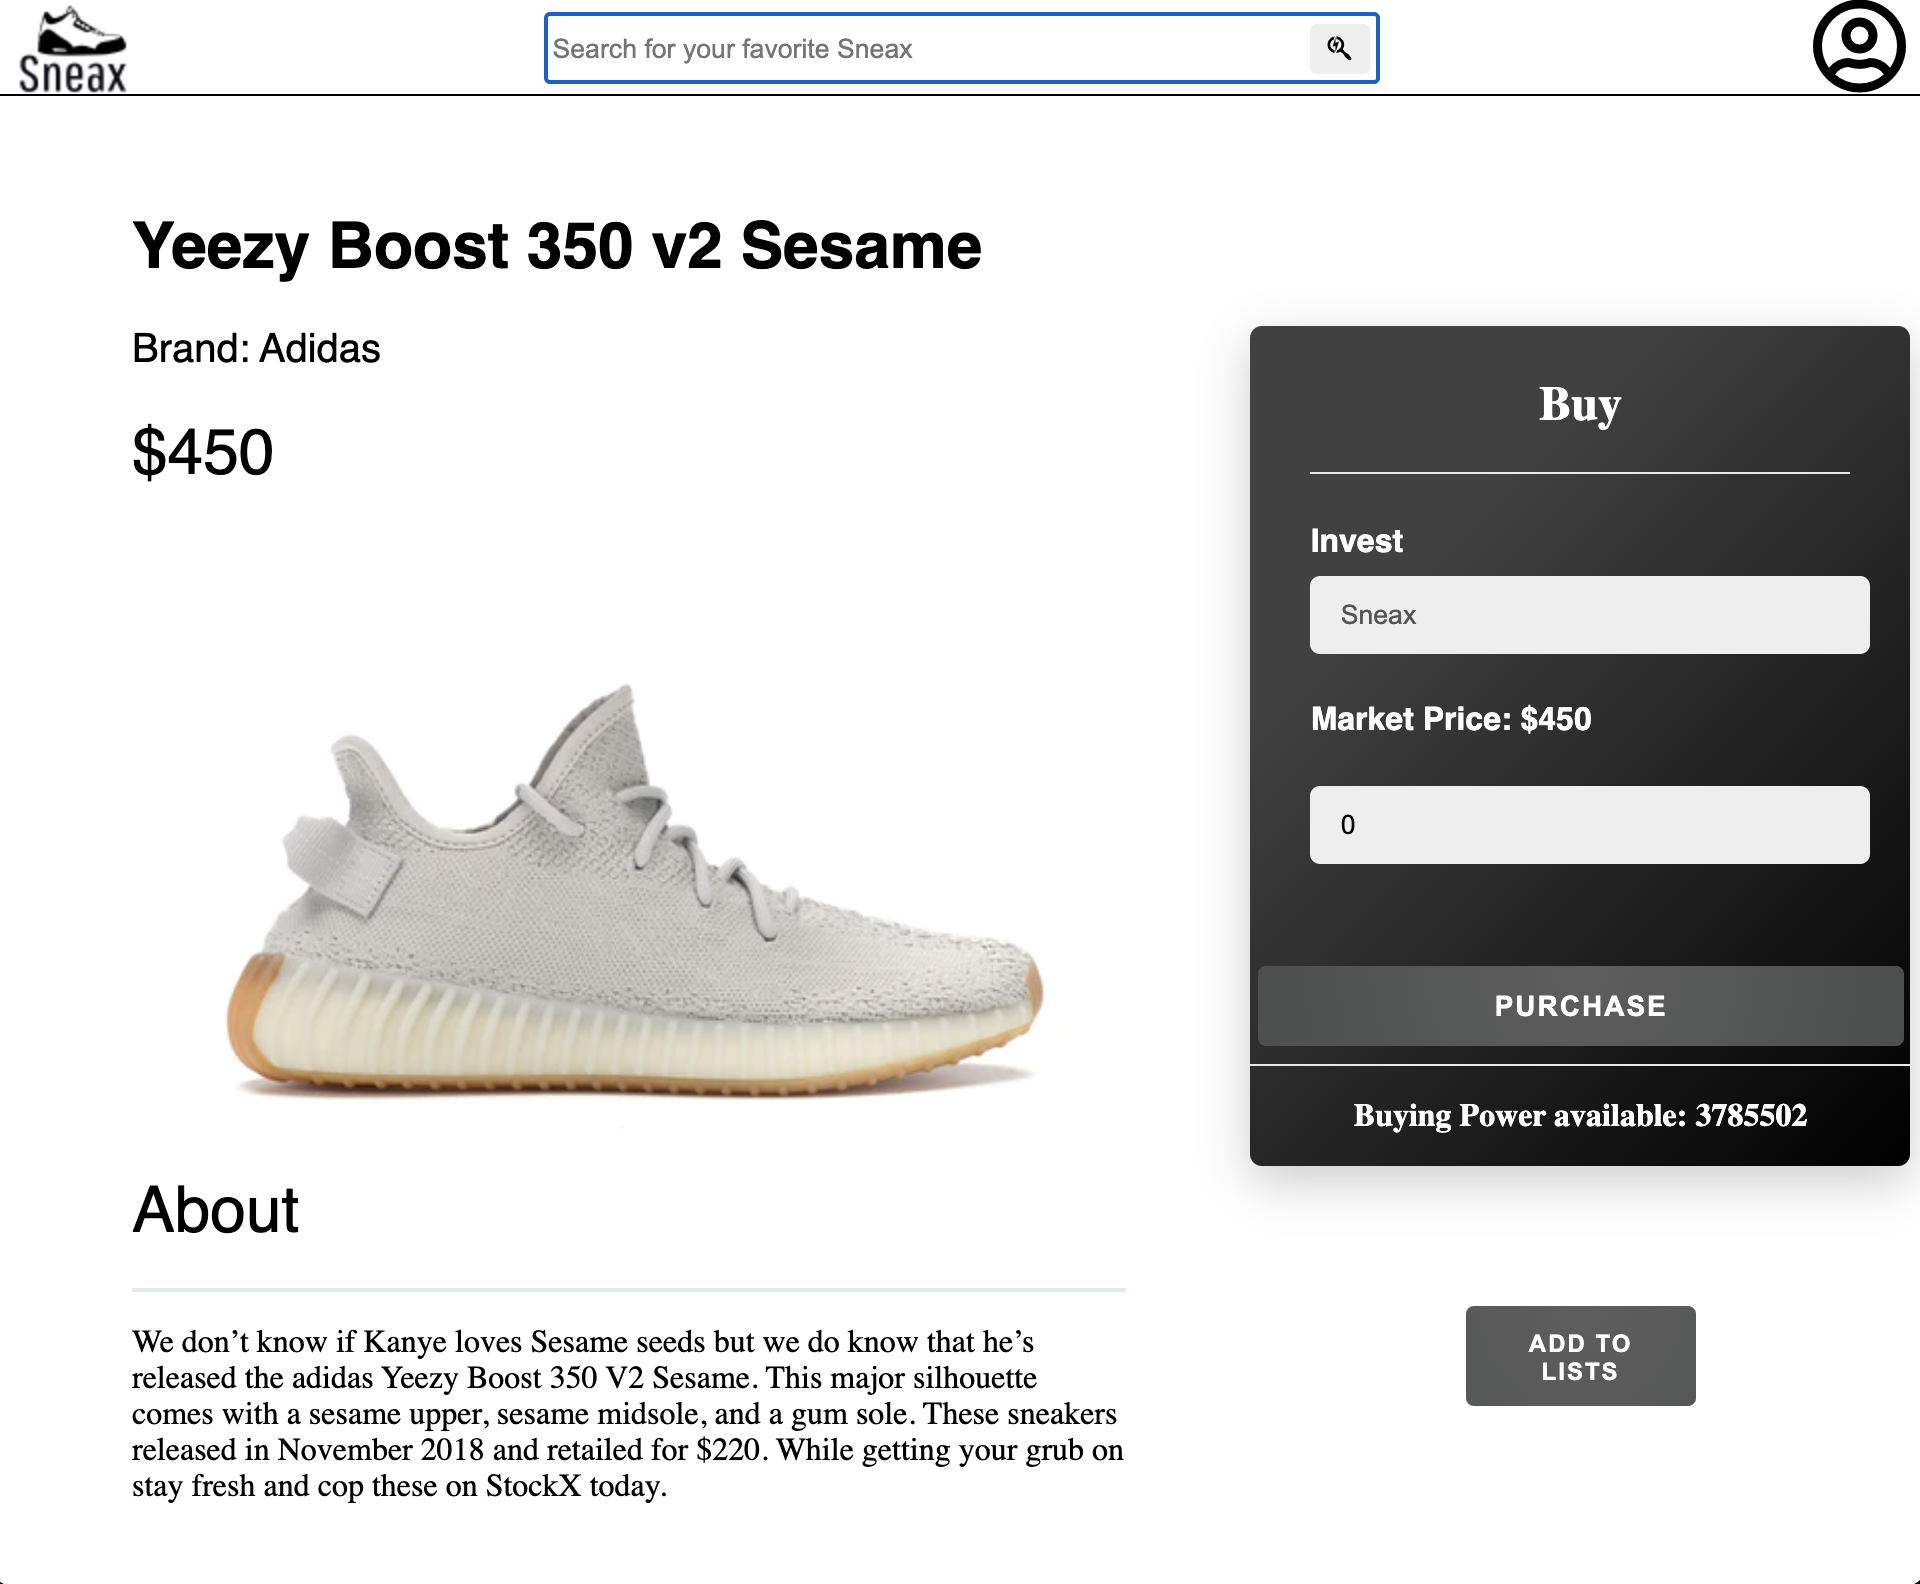 Sneax
Search for your favorite Sneax
Yeezy Boost 350 v2 Sesame
Brand: Adidas
$450
Buy
Invest
Sneax
Market Price: $450
0
PURCHASE
Buying Power available: 3785502
About
We don’t know if Kanye loves Sesame seeds but we do know that he’s
released the adidas Yeezy Boost 350 V2 Sesame. This major silhouette
comes with a sesame upper, sesame midsole, and a gum sole. These sneakers
released in November 2018 and retailed for $220. While getting your grub on
stay fresh and cop these on StockX today.
ADD TO
LISTS